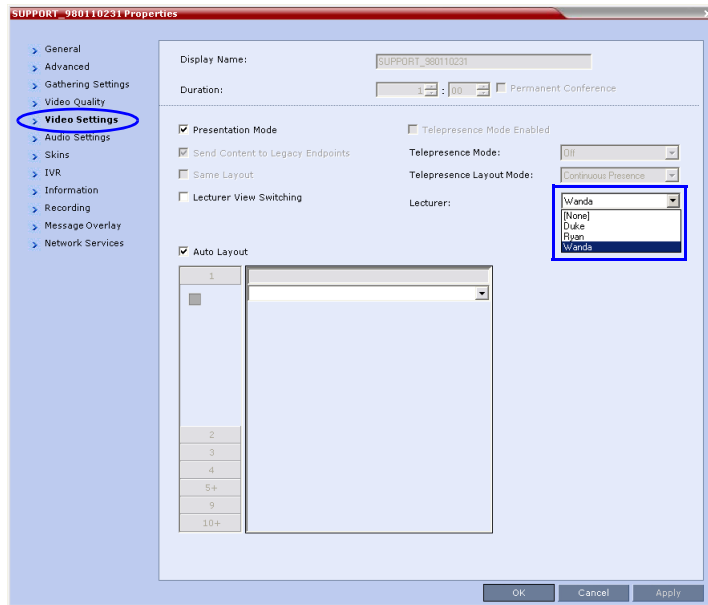 SUPPORT_980110231 Properties
General
Advanced
Gathering Settings
Video Quality
Video Settings
Audio Settings
Skins
IVR
Information
Recording
Message Overlay
Network Services
Display Name: SUPPORT_980110231
Duration: 1 : 00 Permanent Conference
Presentation Mode Telepresence Mode Enabled
Send Content to Legacy Endpoints Telepresence Mode: Off
Same Layout Telepresence Layout Mode: Continuous Presence
Lecturer View Switching Lecturer: Wanda
[None]
Duke
Ryan
Wanda
Auto Layout
1
2
3
4
5+
9
10+
OK Cancel Apply